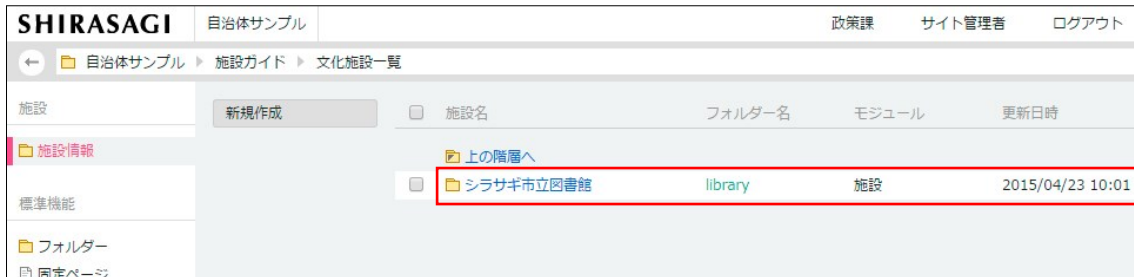 SHIRASAGI 自治体サンプル 政策課 サイト管理者 ログアウト
自治体サンプル 施設ガイド 文化施設一覧
施設 新規作成 施設名 フォルダー名 モジュール 更新日時
施設情報 上の階層へ
シラサギ市立図書館 library 施設 2015/04/23 10:01
標準機能
フォルダー
固定ページ